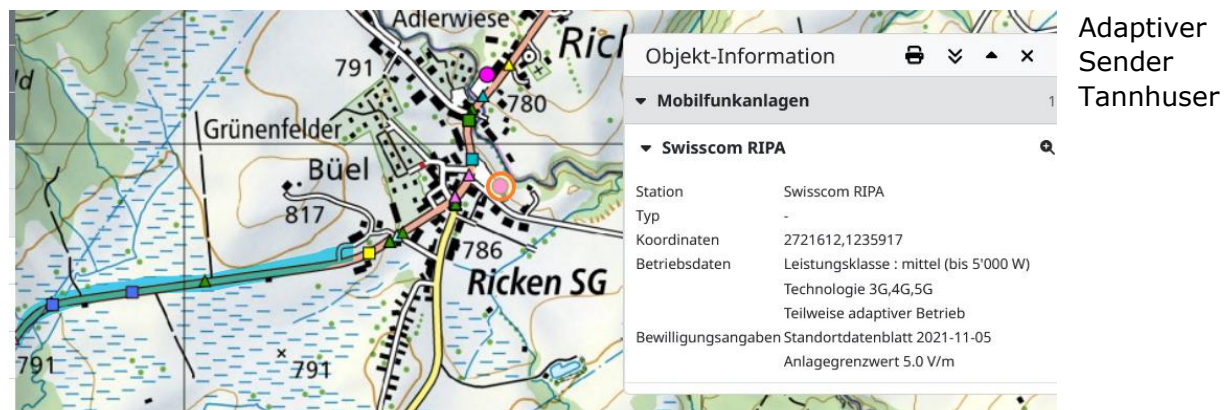 Adlerwiese
Ric
791
780
Grünenfelder
Büel
817
786
Ricken SG
791
791
Objekt-Information
Mobilfunkanlagen 1
Swisscom RIPA
Station Swisscom RIPA
Typ -
Koordinaten 2721612,1235917
Betriebsdaten Leistungsklasse : mittel (bis 5'000 W)
Technologie 3G,4G,5G
Teilweise adaptiver Betrieb
Bewilligungsangaben Standortdatenblatt 2021-11-05
Anlagegrenzwert 5.0 V/m
Adaptiver
Sender
Tannhuser